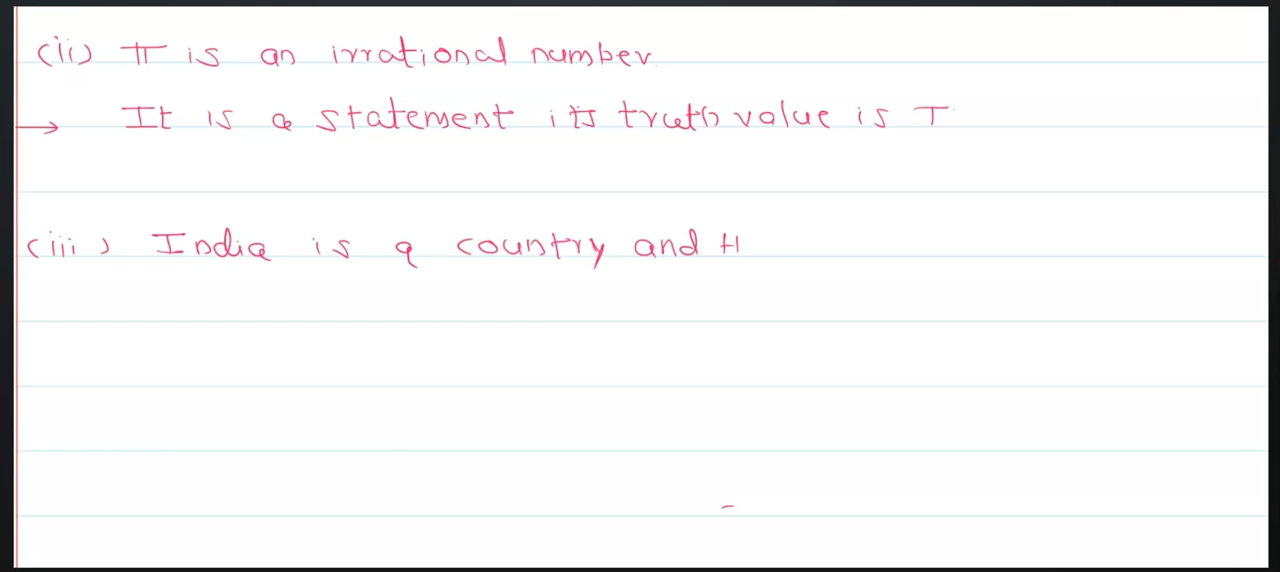 (ii) π is an irrational number.
→ It is a statement its truth value is T.
(iii) India is a country and H